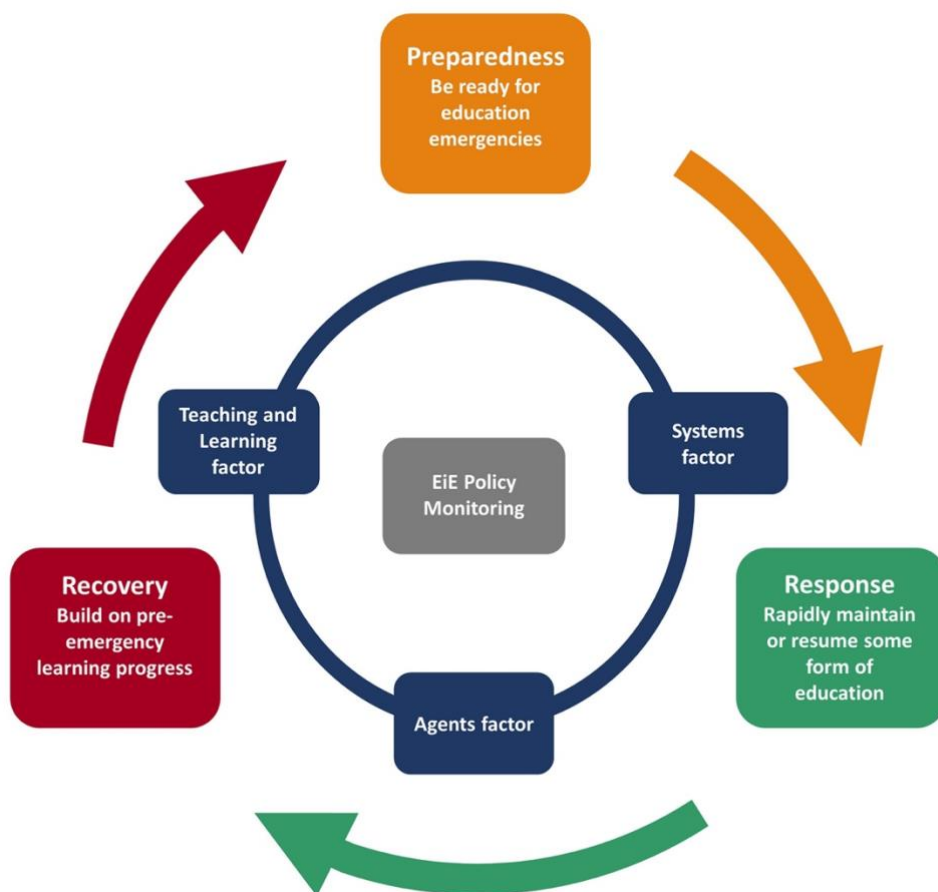 Preparedness
Be ready for
education
emergencies
Teaching and
Learning
factor
Systems
factor
EiE Policy
Monitoring
Recovery
Build on pre-
emergency
learning progress
Response
Rapidly maintain
or resume some
form of
education
Agents factor